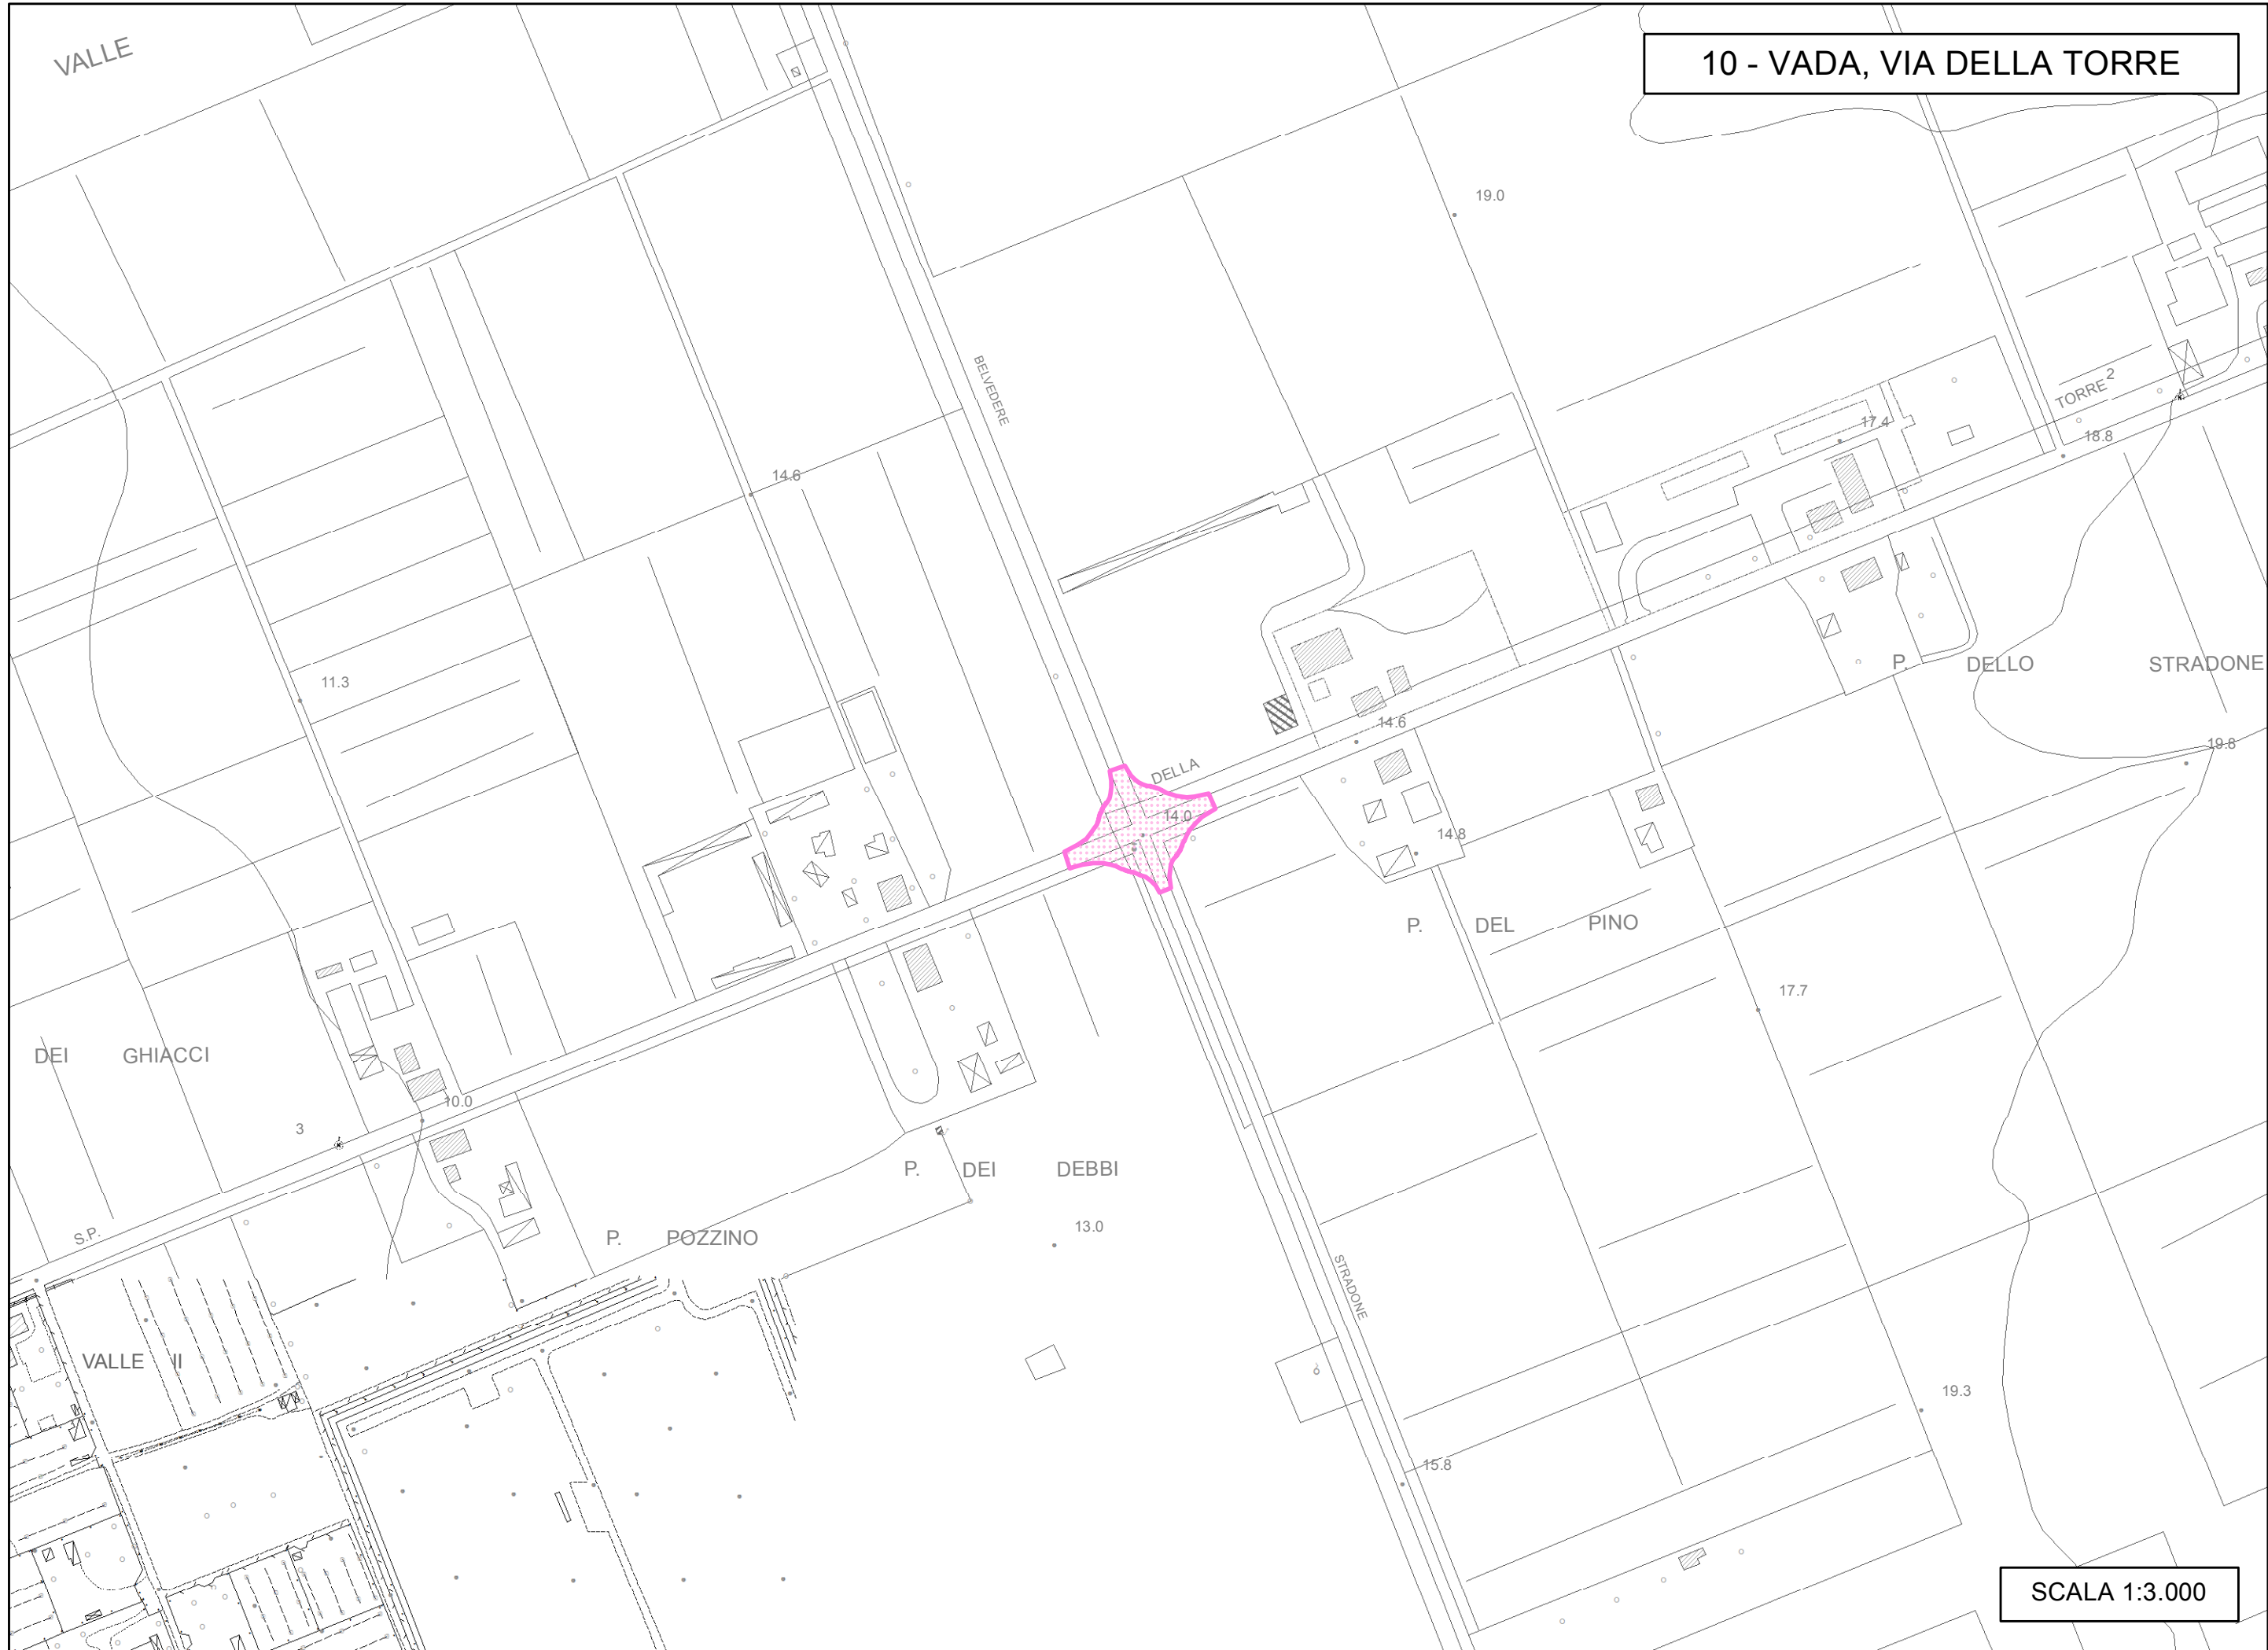 VALLE
10 - VADA, VIA DELLA TORRE
19.0
BELVEDERE
TORRE
2
17.4
18.8
14.6
P. DELLO STRADONE
11.3
14.6
19.8
DELLA
14.0
14.8
P. DEL PINO
17.7
DEI GHIACCI
10.0
3
P. DEI DEBBI
S.P.
P. POZZINO
13.0
STRADONE
VALLE II
19.3
15.8
SCALA 1:3.000